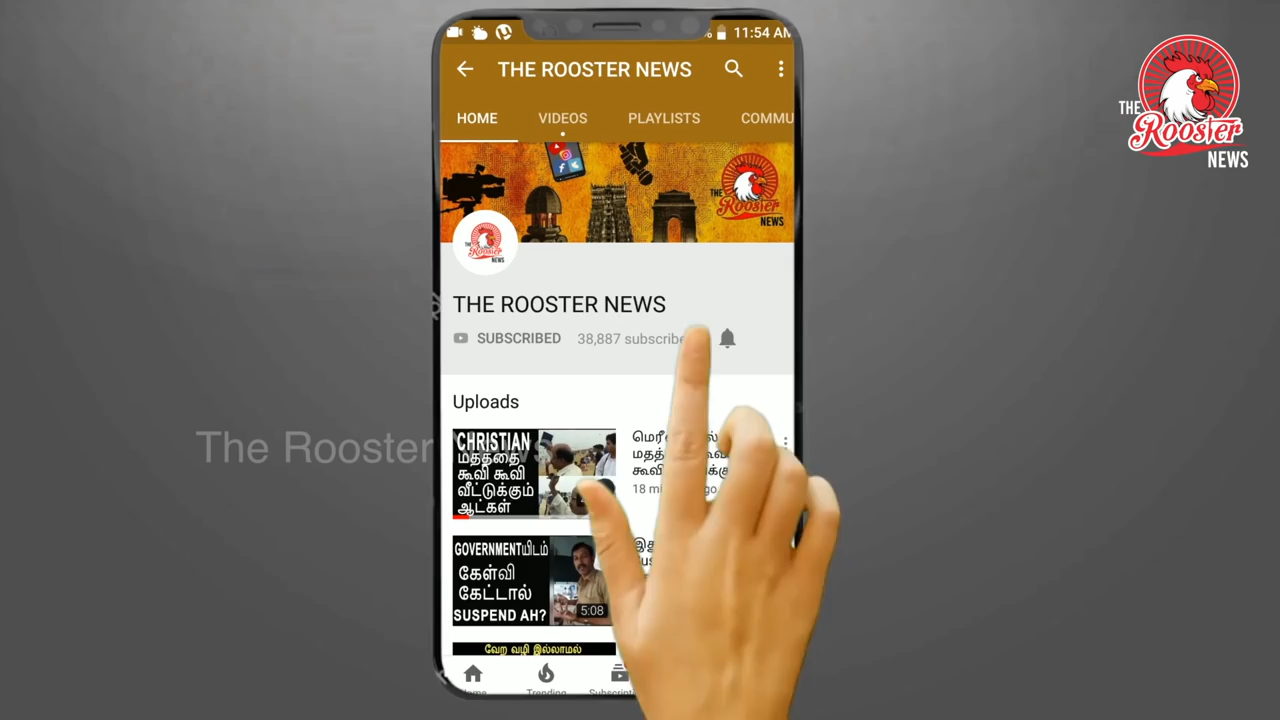 11:54 AM
THE ROOSTER NEWS
HOME VIDEOS PLAYLISTS COMMU
THE
Rooster
NEWS
THE
Rooster
NEWS
THE ROOSTER NEWS
SUBSCRIBED 38,887 subscribe
Uploads
The Rooster
CHRISTIAN
மதத்தை
கூவி கூவி
வீட்டுக்கும்
ஆட்கள்
GOVERNMENTயிடம்
கேள்வி
கேட்டால்
SUSPEND AH?
5:08
வேற வழி இல்லாமல்
Trending